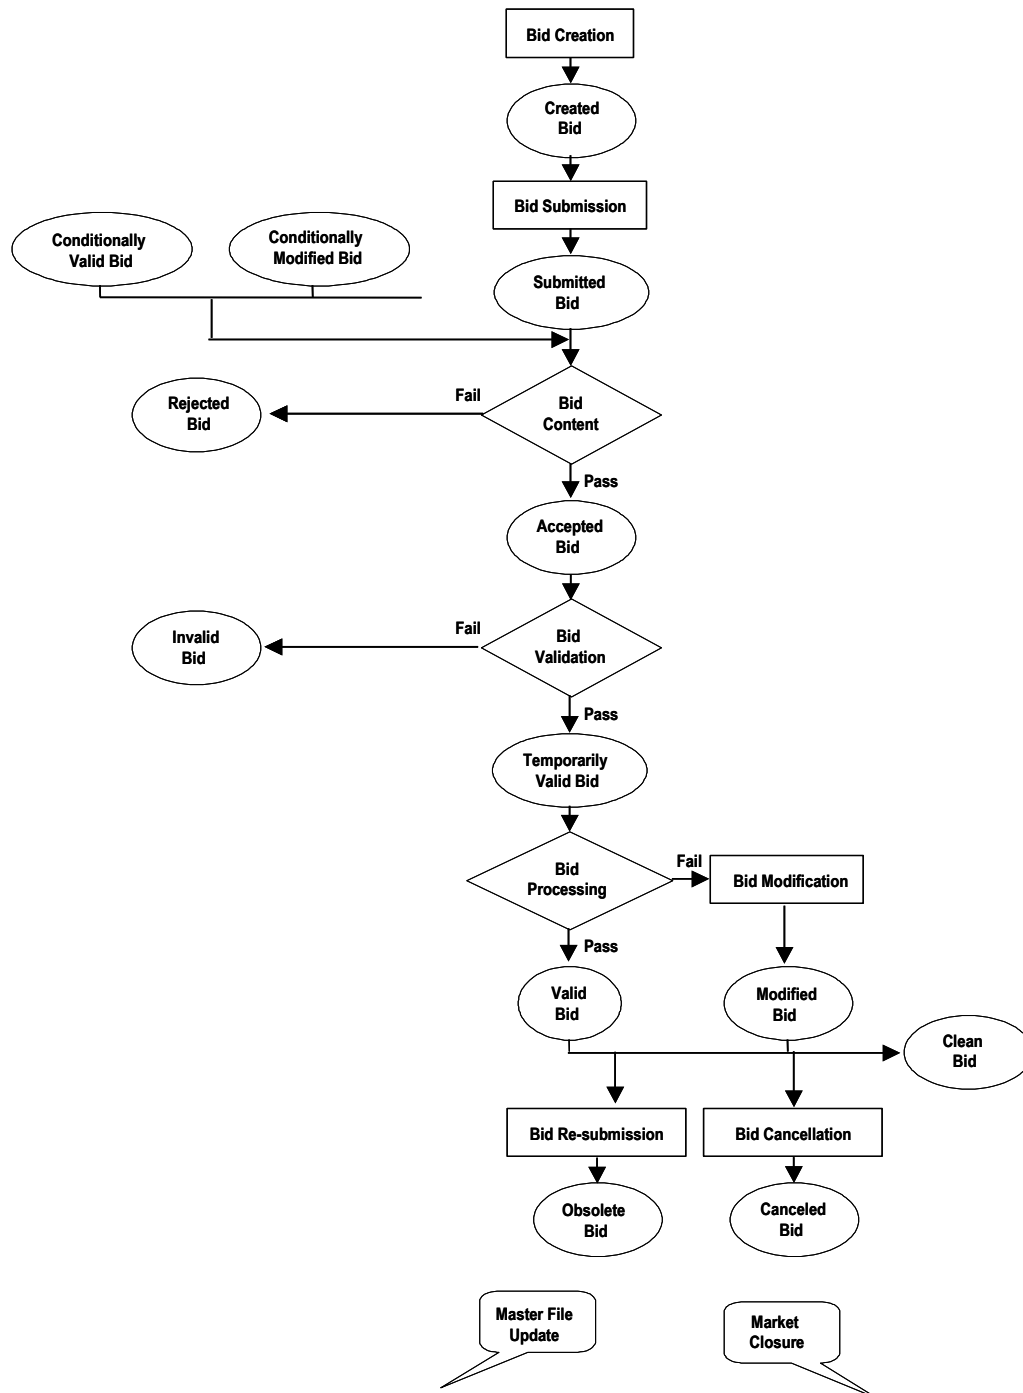 Bid Creation
Created
Bid
Bid Submission
Conditionally
Valid Bid
Conditionally
Modified Bid
Submitted
Bid
Rejected
Bid
Fail
Bid
Content
Pass
Accepted
Bid
Invalid
Bid
Fail
Bid
Validation
Pass
Temporarily
Valid Bid
Bid
Processing
Fail
Bid Modification
Pass
Valid
Bid
Modified
Bid
Clean
Bid
Bid Re-submission
Bid Cancellation
Obsolete
Bid
Canceled
Bid
Master File
Update
Market
Closure